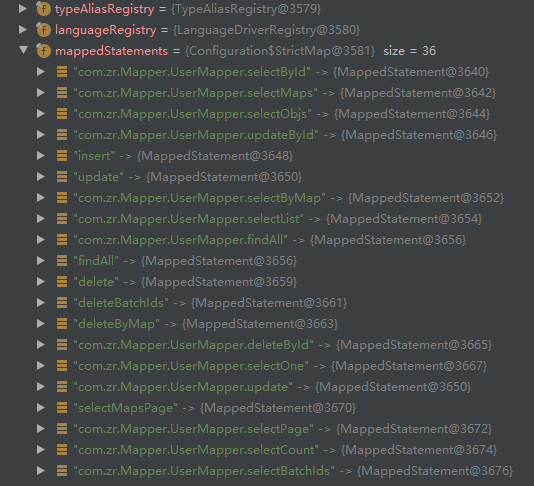 typeAliasRegistry = {TypeAliasRegistry@3579}
languageRegistry = {LanguageDriverRegistry@3580}
mappedStatements = {Configuration$StrictMap@3581} size = 36
"com.zr.Mapper.UserMapper.selectById" -> {MappedStatement@3640}
"com.zr.Mapper.UserMapper.selectMaps" -> {MappedStatement@3642}
"com.zr.Mapper.UserMapper.selectObjs" -> {MappedStatement@3644}
"com.zr.Mapper.UserMapper.updateById" -> {MappedStatement@3646}
"insert" -> {MappedStatement@3648}
"update" -> {MappedStatement@3650}
"com.zr.Mapper.UserMapper.selectByMap" -> {MappedStatement@3652}
"com.zr.Mapper.UserMapper.selectList" -> {MappedStatement@3654}
"com.zr.Mapper.UserMapper.findAll" -> {MappedStatement@3656}
"findAll" -> {MappedStatement@3656}
"delete" -> {MappedStatement@3659}
"deleteBatchIds" -> {MappedStatement@3661}
"deleteByMap" -> {MappedStatement@3663}
"com.zr.Mapper.UserMapper.deleteById" -> {MappedStatement@3665}
"com.zr.Mapper.UserMapper.selectOne" -> {MappedStatement@3667}
"com.zr.Mapper.UserMapper.update" -> {MappedStatement@3650}
"selectMapsPage" -> {MappedStatement@3670}
"com.zr.Mapper.UserMapper.selectPage" -> {MappedStatement@3672}
"com.zr.Mapper.UserMapper.selectCount" -> {MappedStatement@3674}
"com.zr.Mapper.UserMapper.selectBatchIds" -> {MappedStatement@3676}